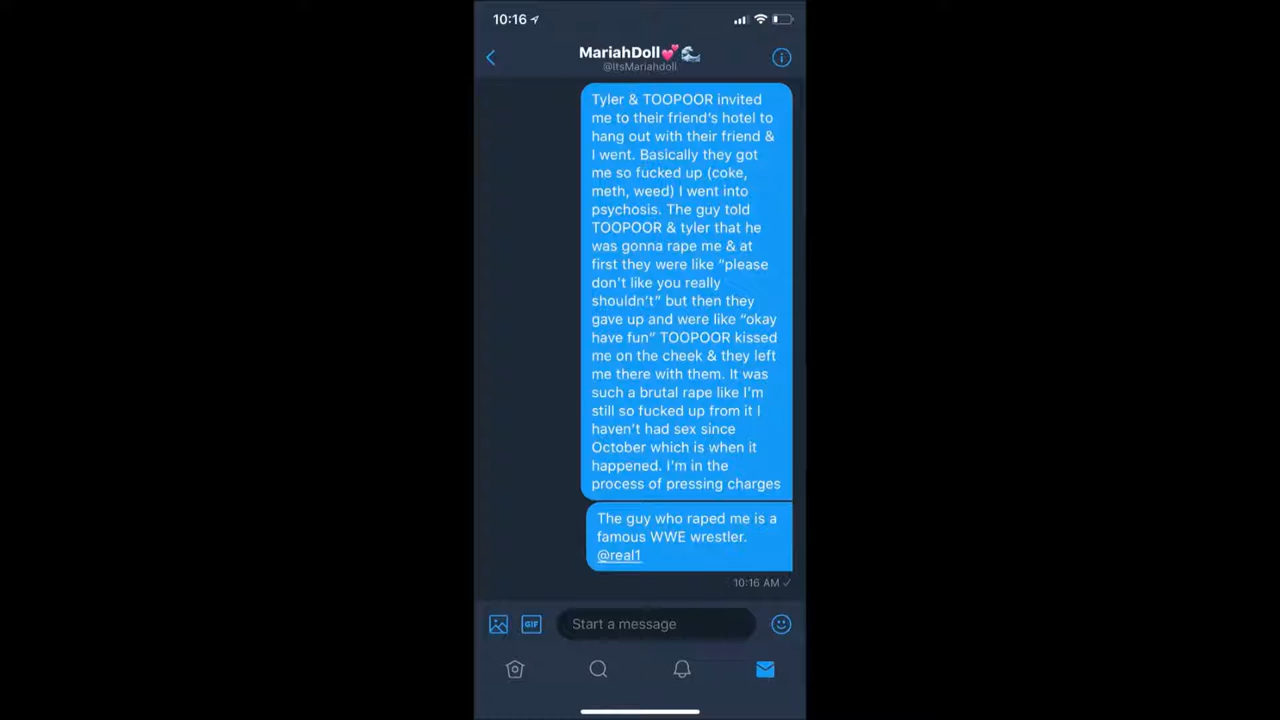 10:16
MariahDoll💕🌊
@ItsMariahdoll
Tyler & TOOPOOR invited
me to their friend's hotel to
hang out with their friend &
I went. Basically they got
me so fucked up (coke,
meth, weed) I went into
psychosis. The guy told
TOOPOOR & tyler that he
was gonna rape me & at
first they were like “please
don't like you really
shouldn't” but then they
gave up and were like “okay
have fun” TOOPOOR kissed
me on the cheek & they left
me there with them. It was
such a brutal rape like I'm
still so fucked up from it I
haven't had sex since
October which is when it
happened. I'm in the
process of pressing charges
The guy who raped me is a
famous WWE wrestler.
@real1
10:16 AM ✓
GIF
Start a message